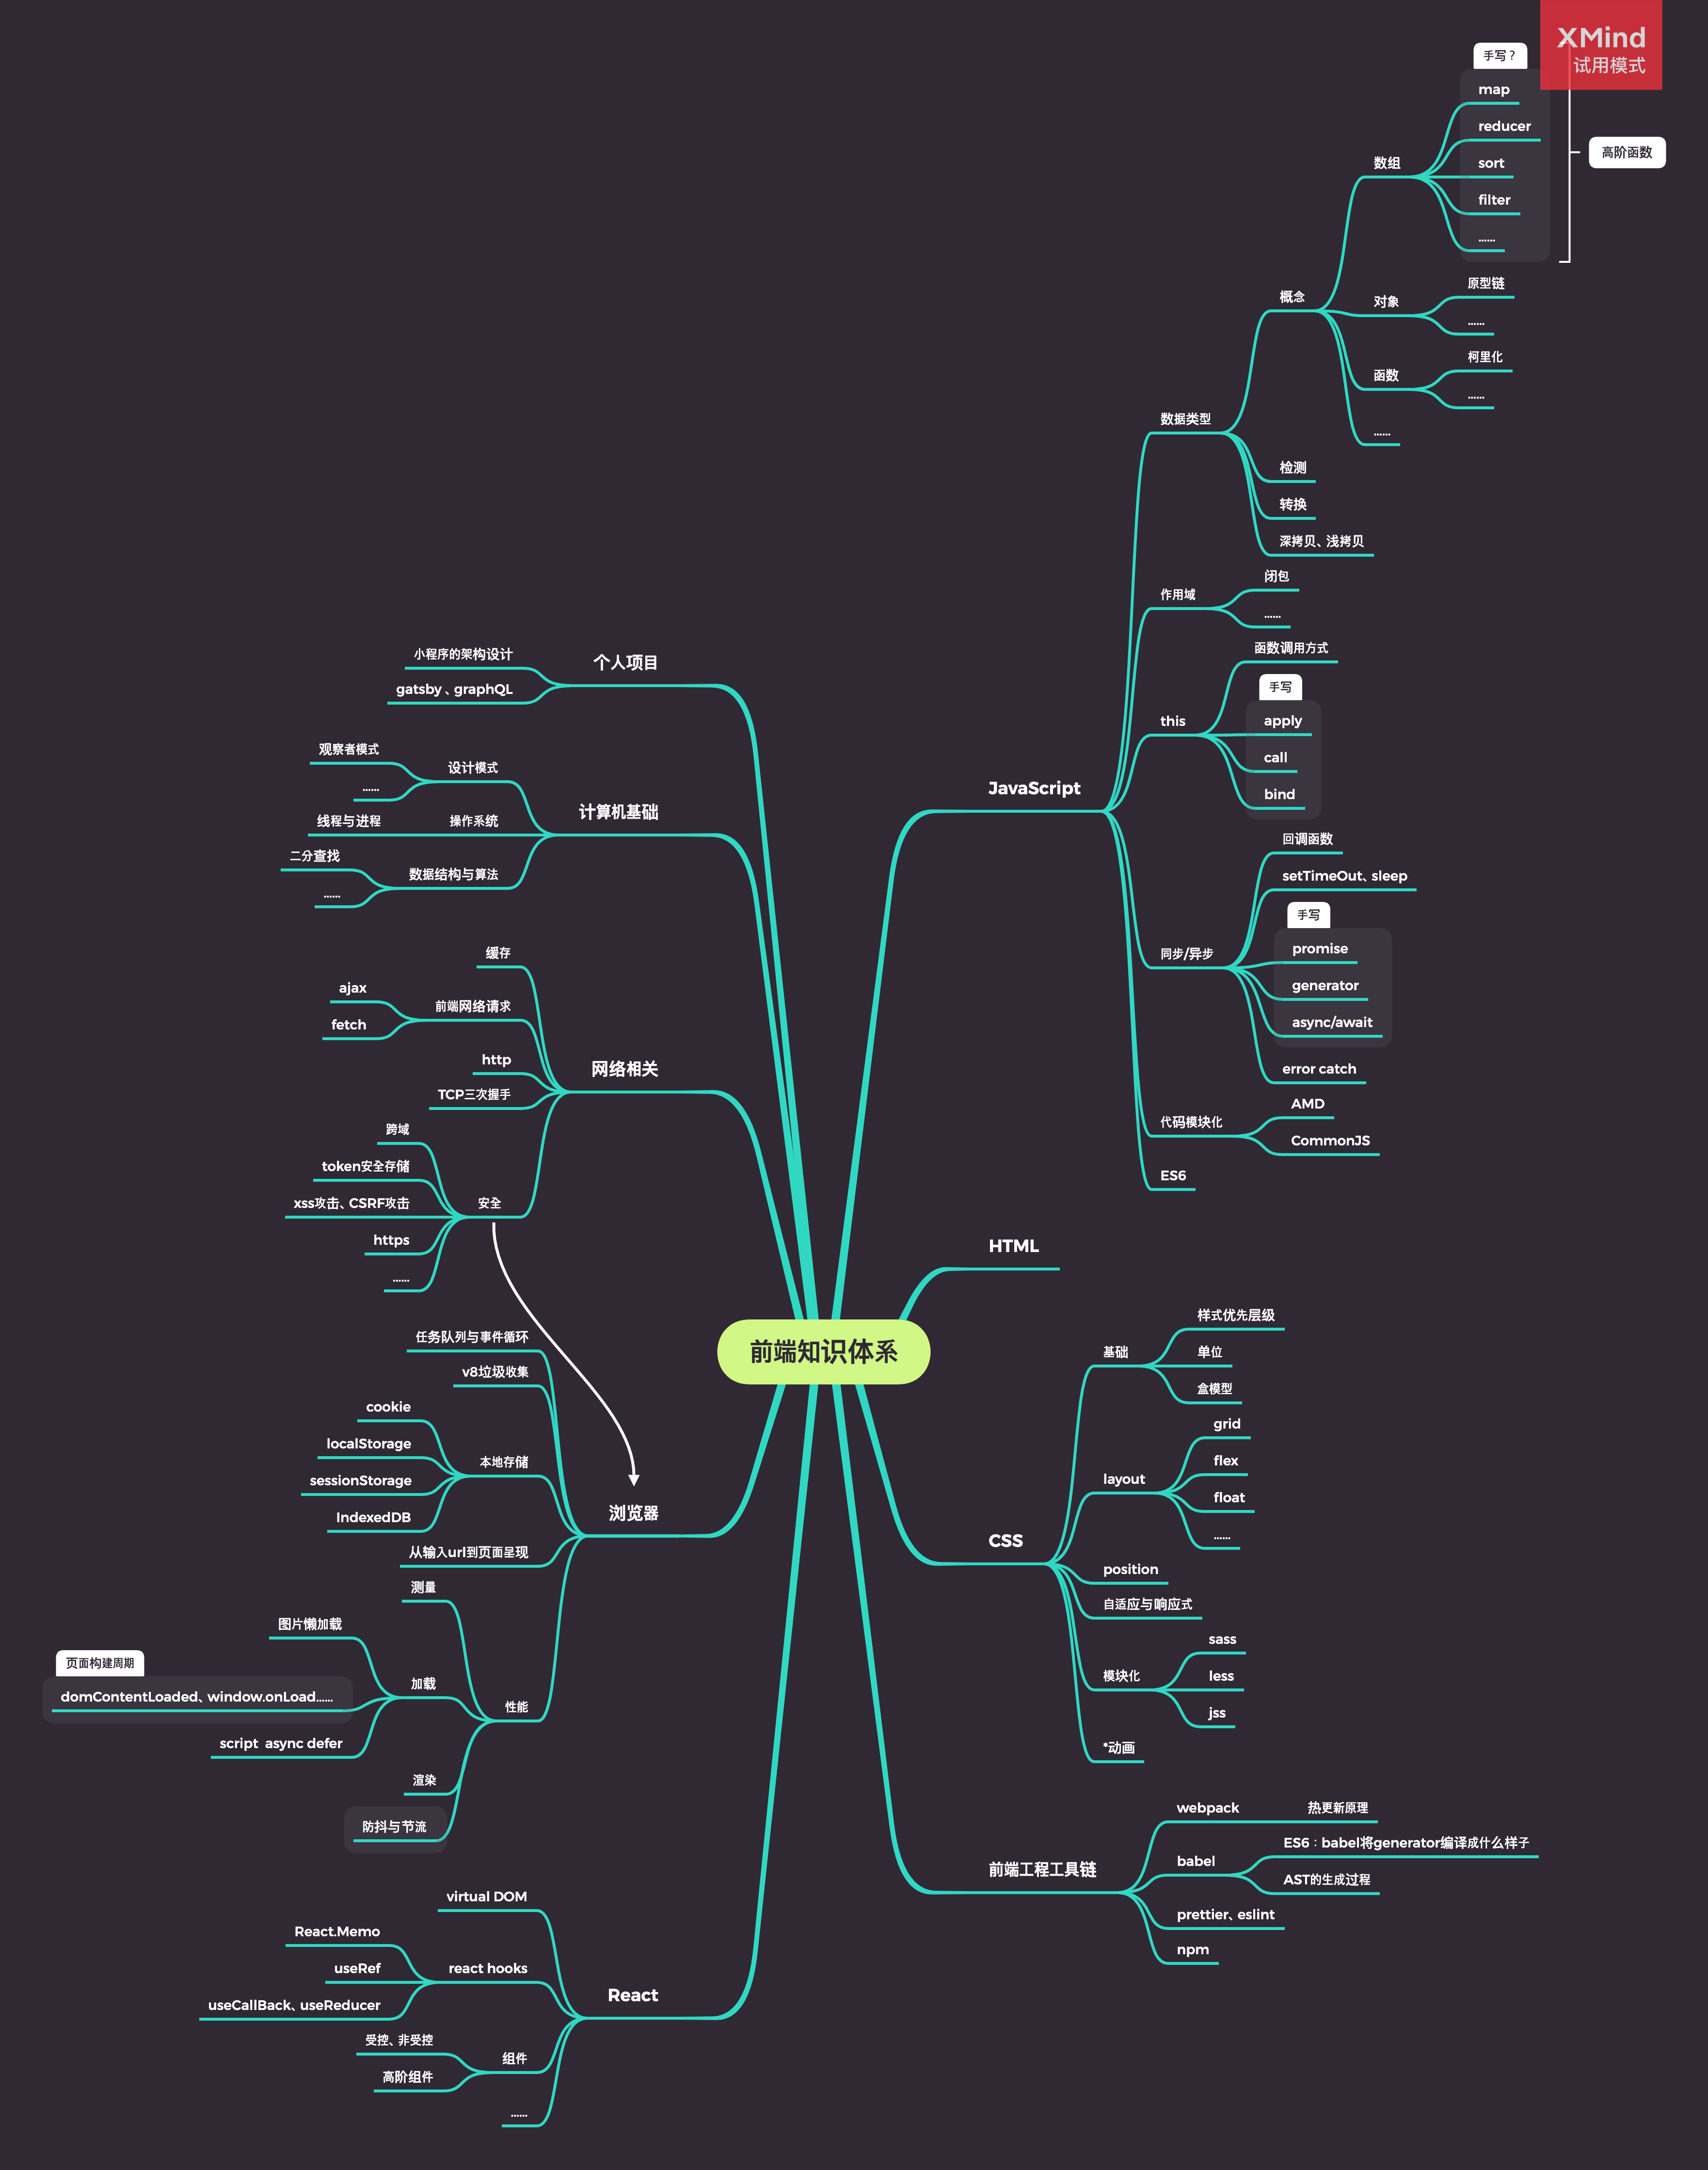 XMind
试用模式
手写？
map
reducer
sort
filter
……
高阶函数
数组
概念
对象
原型链
……
函数
柯里化
……
……
数据类型
检测
转换
深拷贝、浅拷贝
作用域
闭包
……
this
函数调用方式
手写
apply
call
bind
JavaScript
同步/异步
回调函数
setTimeOut、sleep
手写
promise
generator
async/await
error catch
代码模块化
AMD
CommonJS
ES6
HTML
前端知识体系
CSS
基础
样式优先层级
单位
盒模型
layout
grid
flex
float
……
position
自适应与响应式
模块化
sass
less
jss
*动画
前端工程工具链
webpack
热更新原理
babel
ES6：babel将generator编译成什么样子
AST的生成过程
prettier、eslint
npm
个人项目
小程序的架构设计
gatsby 、graphQL
计算机基础
设计模式
观察者模式
……
操作系统
线程与进程
数据结构与算法
二分查找
……
网络相关
缓存
前端网络请求
ajax
fetch
http
TCP三次握手
安全
跨域
token安全存储
xss攻击、CSRF攻击
https
……
浏览器
任务队列与事件循环
v8垃圾收集
本地存储
cookie
localStorage
sessionStorage
IndexedDB
从输入url到页面呈现
性能
测量
加载
图片懒加载
页面构建周期
domContentLoaded、window.onLoad……
script async defer
渲染
防抖与节流
React
virtual DOM
react hooks
React.Memo
useRef
useCallBack、useReducer
组件
受控、非受控
高阶组件
……